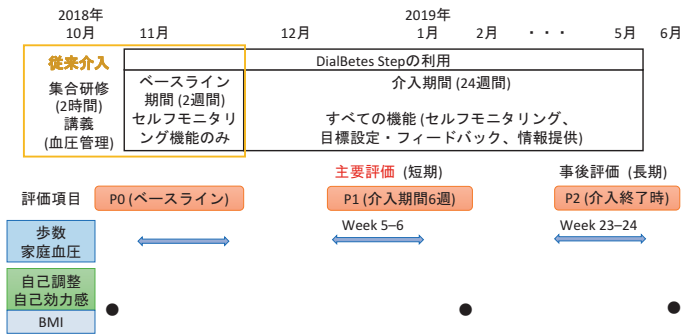 2018年
2019年
10月
11月
12月
1月
2月
・・・
5月
6月
従来介入
DialBetes Stepの利用
集合研修
(2時間)
講義
(血圧管理)
ベースライン
期間 (2週間)
セルフモニタリ
ング機能のみ
介入期間 (24週間)
すべての機能 (セルフモニタリング、
目標設定・フィードバック、情報提供)
主要評価 (短期)
事後評価 (長期)
評価項目
P0 (ベースライン)
P1 (介入期間6週)
P2 (介入終了時)
歩数
家庭血圧
Week 5–6
Week 23–24
自己調整
自己効力感
BMI